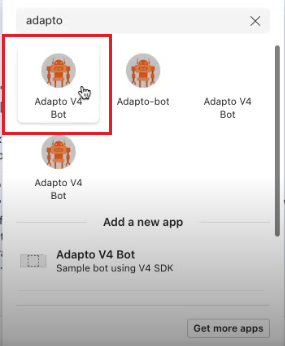 adapto
Adapto V4
Bot
Adapto-bot
Adapto V4
Bot
Adapto V4
Bot
Add a new app
Adapto V4 Bot
Sample bot using V4 SDK
Get more apps